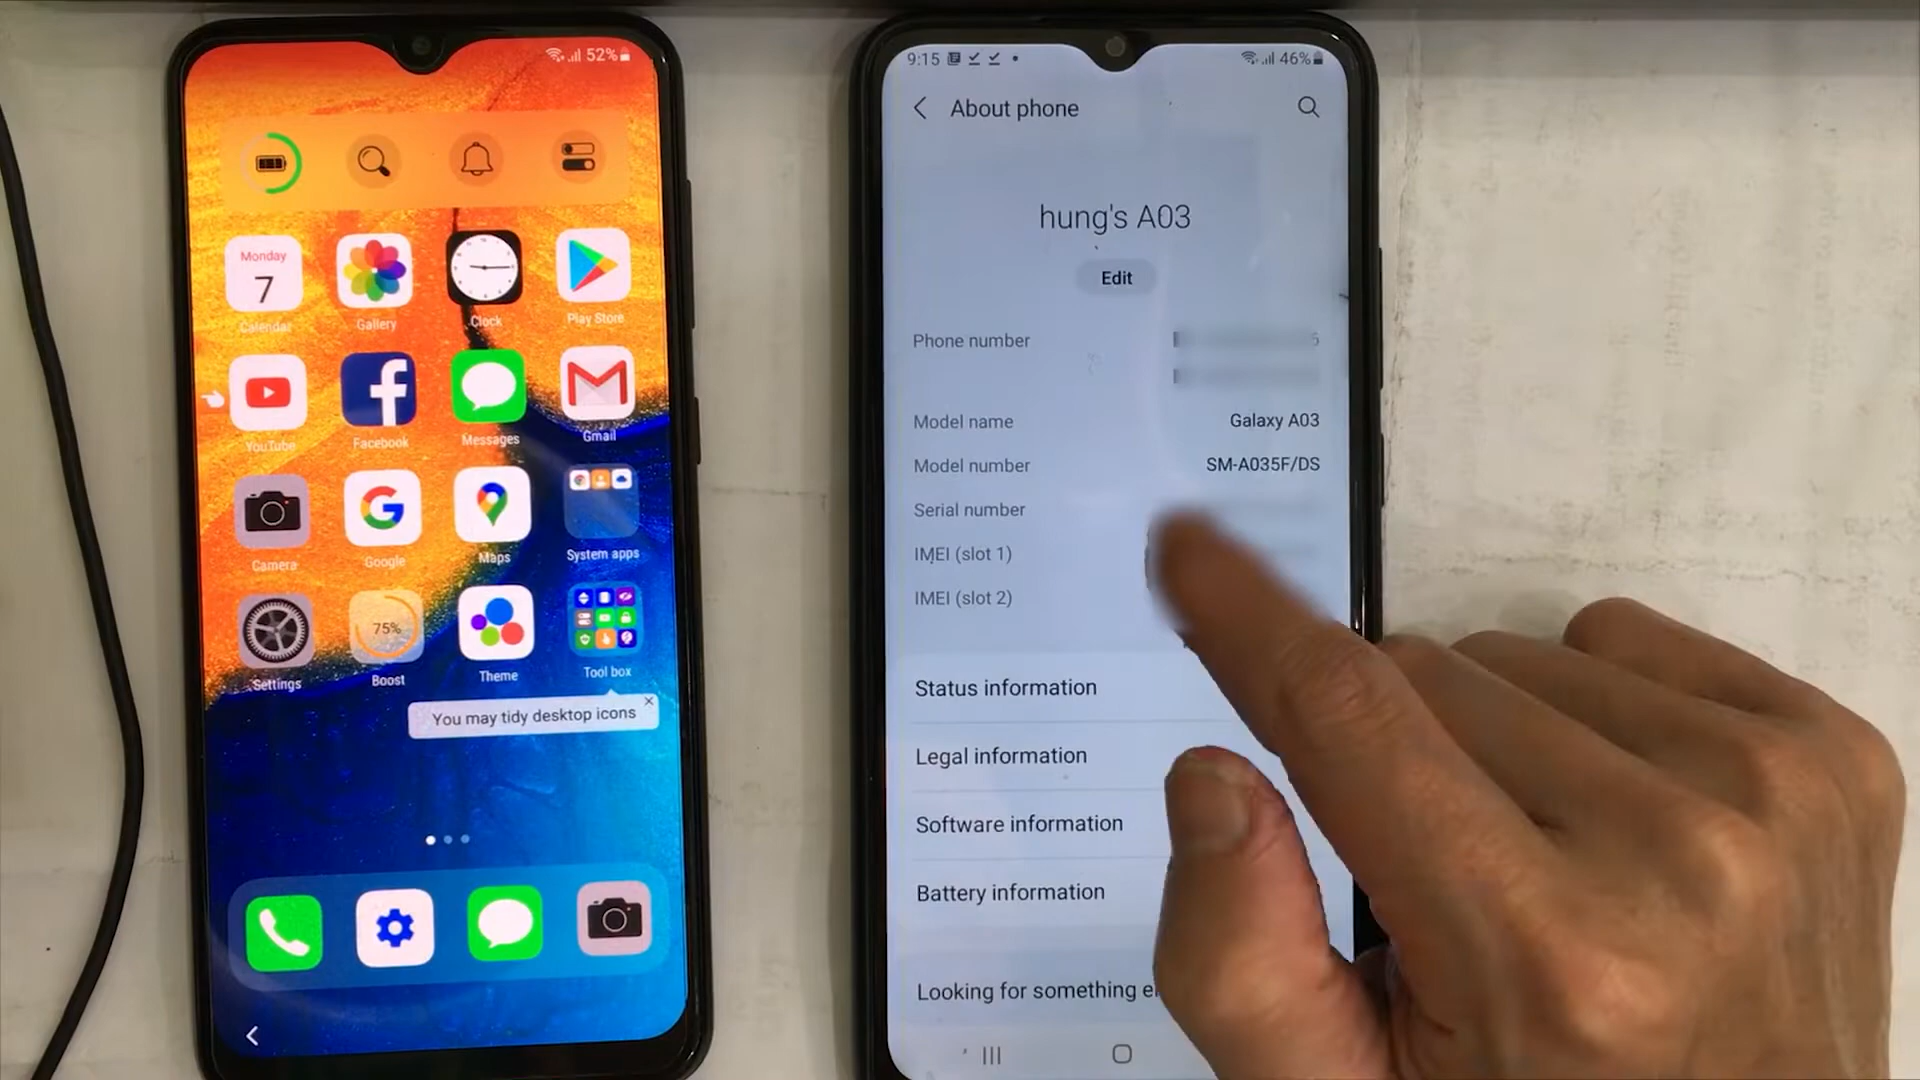 52%
Monday
7
Calendar
Gallery
Clock
Play Store
YouTube
Facebook
Messages
Gmail
Camera
Google
Maps
System apps
75%
Settings
Boost
Theme
Tool box
You may tidy desktop icons
9:15
46%
About phone
hung's A03
Edit
Phone number
Model name Galaxy A03
Model number SM-A035F/DS
Serial number
IMEI (slot 1)
IMEI (slot 2)
Status information
Legal information
Software information
Battery information
Looking for something